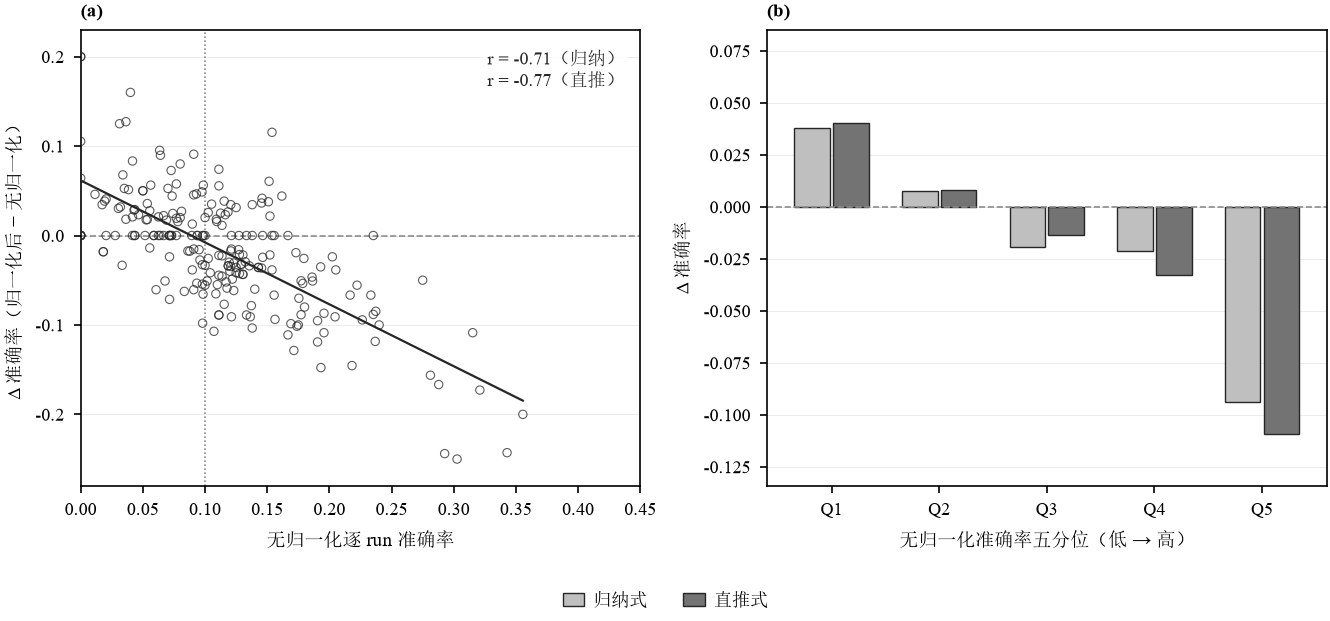 (a)
r = -0.71（归纳）
r = -0.77（直推）
0.2
0.1
0.0
-0.1
-0.2
Δ 准确率（归一化后 − 无归一化）
0.00 0.05 0.10 0.15 0.20 0.25 0.30 0.35 0.40 0.45
无归一化逐 run 准确率
(b)
0.075
0.050
0.025
0.000
-0.025
-0.050
-0.075
-0.100
-0.125
Δ 准确率
Q1 Q2 Q3 Q4 Q5
无归一化准确率五分位（低 → 高）
归纳式 直推式